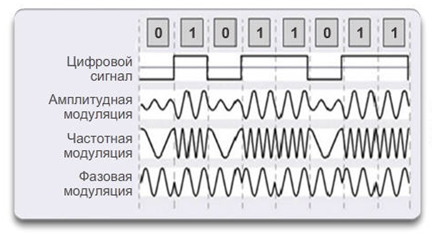 0 1 0 1 1 0 1 1
Цифровой
сигнал
Амплитудная
модуляция
Частотная
модуляция
Фазовая
модуляция